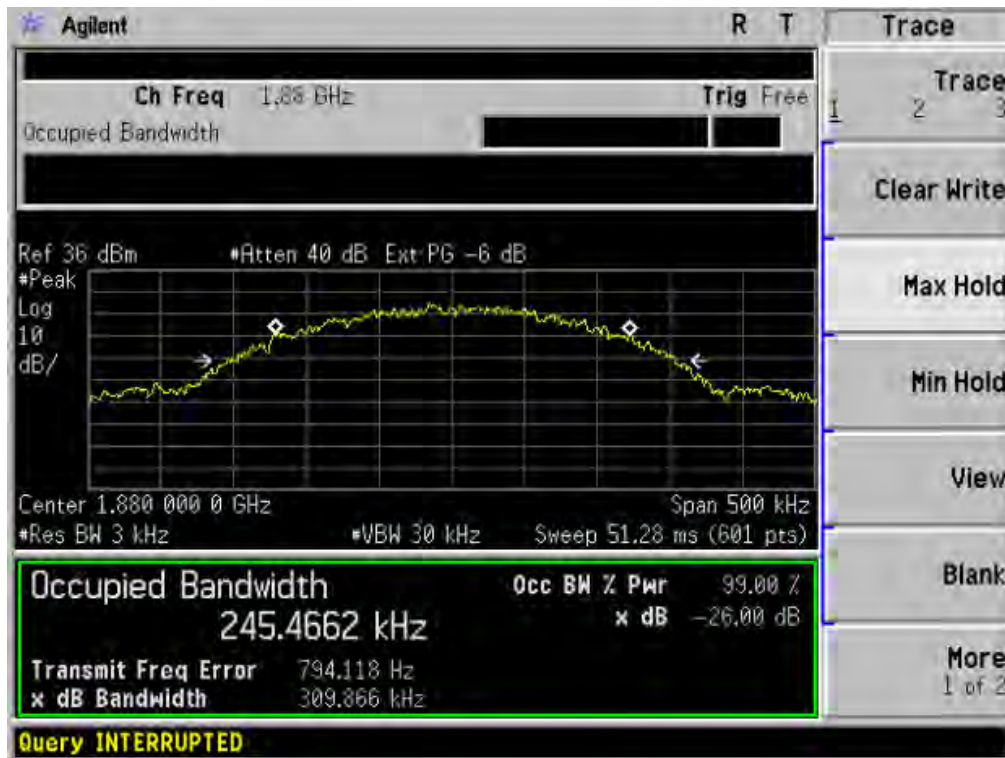 Agilent R T Trace
Ch Freq 1.88 GHz Trig Free
Occupied Bandwidth
Ref 36 dBm #Atten 40 dB Ext PG -6 dB
#Peak
Log
10
dB/
Center 1.880 000 0 GHz Span 500 kHz
#Res BW 3 kHz #VBW 30 kHz Sweep 51.28 ms (601 pts)
Occupied Bandwidth Occ BW % Pwr 99.00 %
245.4662 kHz x dB -26.00 dB
Transmit Freq Error 794.118 Hz
x dB Bandwidth 309.866 kHz
Query INTERRUPTED
Trace
1 2
Clear Write
Max Hold
Min Hold
View
Blank
More
1 of 2